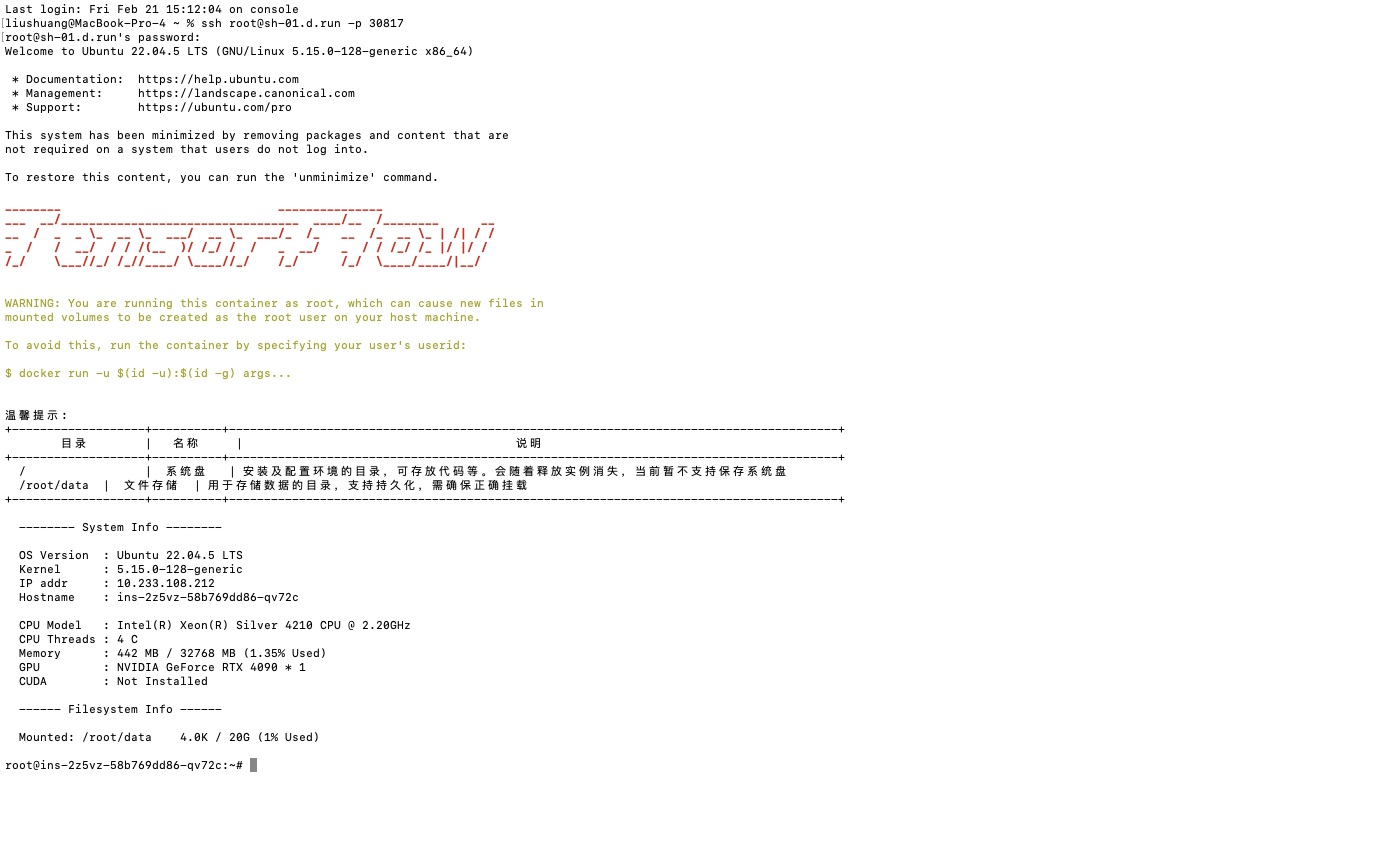 Last login: Fri Feb 21 15:12:04 on console
[liushuang@MacBook-Pro-4 ~ % ssh root@sh-01.d.run -p 30817
[root@sh-01.d.run's password:
Welcome to Ubuntu 22.04.5 LTS (GNU/Linux 5.15.0-128-generic x86_64)
* Documentation:  https://help.ubuntu.com
* Management:     https://landscape.canonical.com
* Support:        https://ubuntu.com/pro
This system has been minimized by removing packages and content that are
not required on a system that users do not log into.
To restore this content, you can run the 'unminimize' command.
TensorFlow
WARNING: You are running this container as root, which can cause new files in
mounted volumes to be created as the root user on your host machine.
To avoid this, run the container by specifying your user's userid:
$ docker run -u $(id -u):$(id -g) args...
温馨提示:
目录 | 名称 | 说明
/ | 系统盘 | 安装及配置环境的目录，可存放代码等。会随着释放实例消失，当前暂不支持保存系统盘
/root/data | 文件存储 | 用于存储数据的目录，支持持久化，需确保正确挂载
-------- System Info --------
OS Version  : Ubuntu 22.04.5 LTS
Kernel      : 5.15.0-128-generic
IP addr     : 10.233.108.212
Hostname    : ins-2z5vz-58b769dd86-qv72c
CPU Model   : Intel(R) Xeon(R) Silver 4210 CPU @ 2.20GHz
CPU Threads : 4 C
Memory      : 442 MB / 32768 MB (1.35% Used)
GPU         : NVIDIA GeForce RTX 4090 * 1
CUDA        : Not Installed
------ Filesystem Info ------
Mounted: /root/data    4.0K / 20G (1% Used)
root@ins-2z5vz-58b769dd86-qv72c:~#